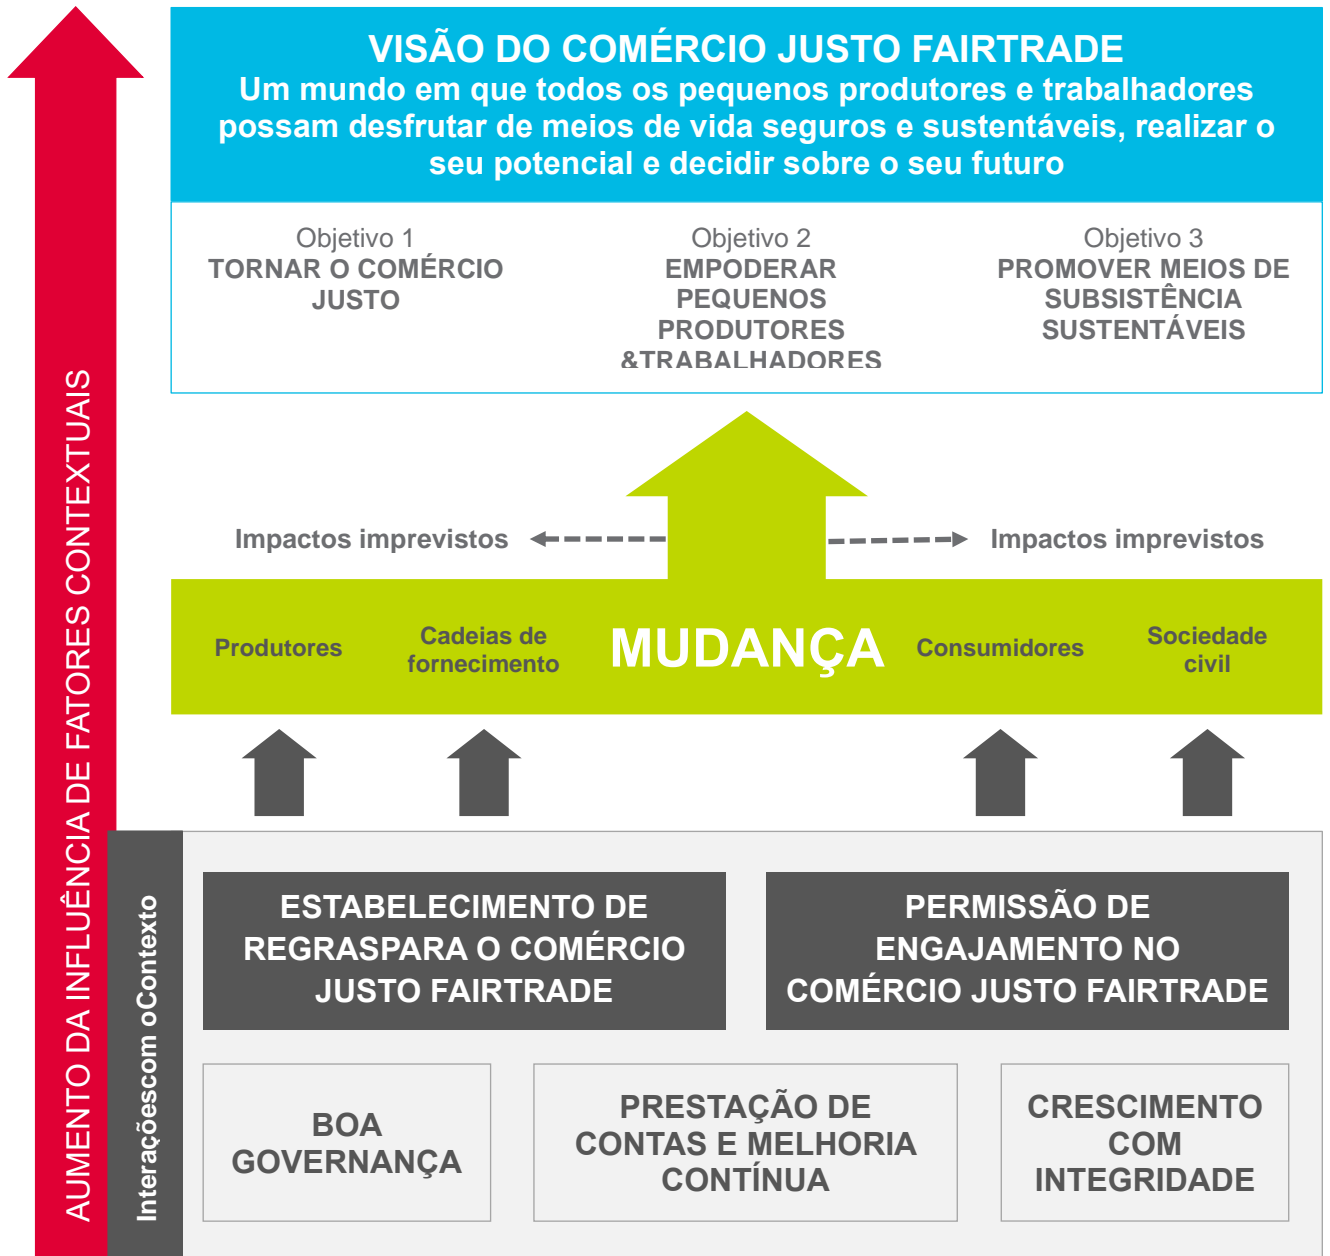 VISÃO DO COMÉRCIO JUSTO FAIRTRADE
Um mundo em que todos os pequenos produtores e trabalhadores
possam desfrutar de meios de vida seguros e sustentáveis, realizar o
seu potencial e decidir sobre o seu futuro
Objetivo 1
TORNAR O COMÉRCIO
JUSTO
Objetivo 2
EMPODERAR
PEQUENOS
PRODUTORES
&TRABALHADORES
Objetivo 3
PROMOVER MEIOS DE
SUBSISTÊNCIA
SUSTENTÁVEIS
Impactos imprevistos
Impactos imprevistos
Produtores
Cadeias de
fornecimento
MUDANÇA
Consumidores
Sociedade
civil
AUMENTO DA INFLUÊNCIA DE FATORES CONTEXTUAIS
Interaçõescom oContexto
ESTABELECIMENTO DE
REGRASPARA O COMÉRCIO
JUSTO FAIRTRADE
PERMISSÃO DE
ENGAJAMENTO NO
COMÉRCIO JUSTO FAIRTRADE
BOA
GOVERNANÇA
PRESTAÇÃO DE
CONTAS E MELHORIA
CONTÍNUA
CRESCIMENTO
COM
INTEGRIDADE